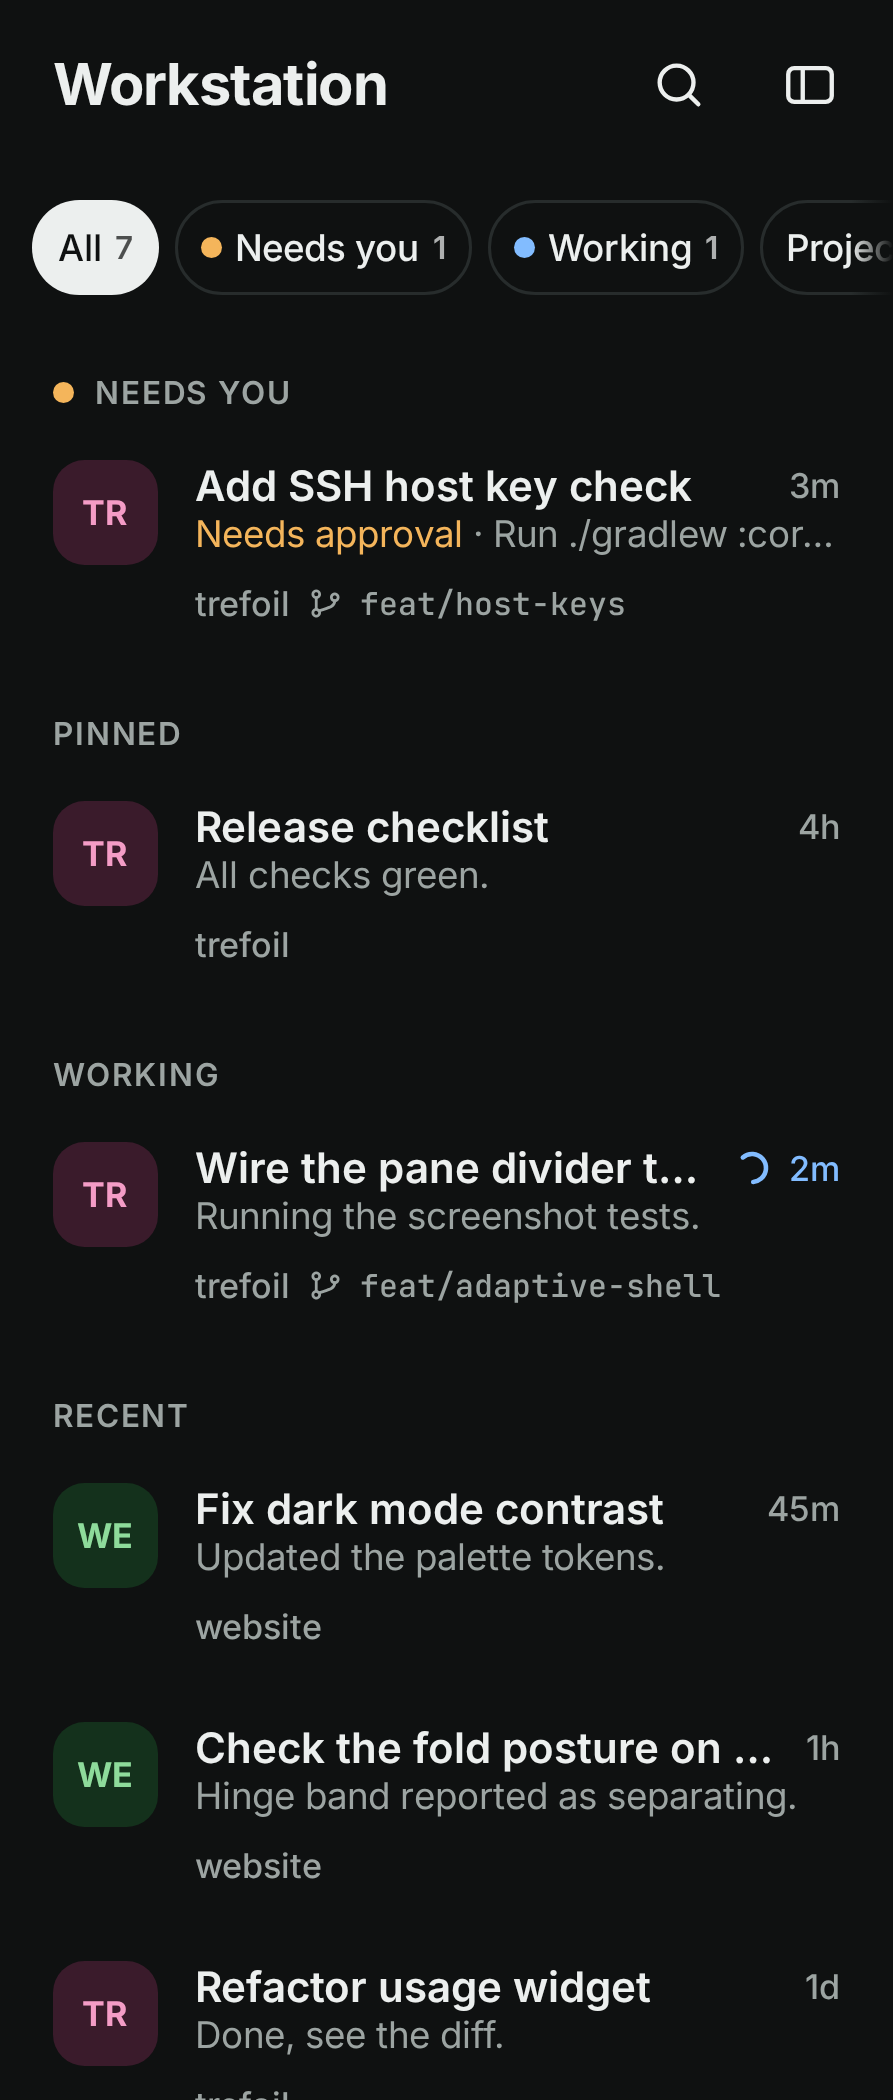 Workstation
All 7
Needs you 1
Working 1
Projec
NEEDS YOU
TR
Add SSH host key check 3m
Needs approval · Run ./gradlew :cor...
trefoil feat/host-keys
PINNED
TR
Release checklist 4h
All checks green.
trefoil
WORKING
TR
Wire the pane divider t... 2m
Running the screenshot tests.
trefoil feat/adaptive-shell
RECENT
WE
Fix dark mode contrast 45m
Updated the palette tokens.
website
WE
Check the fold posture on ... 1h
Hinge band reported as separating.
website
TR
Refactor usage widget 1d
Done, see the diff.